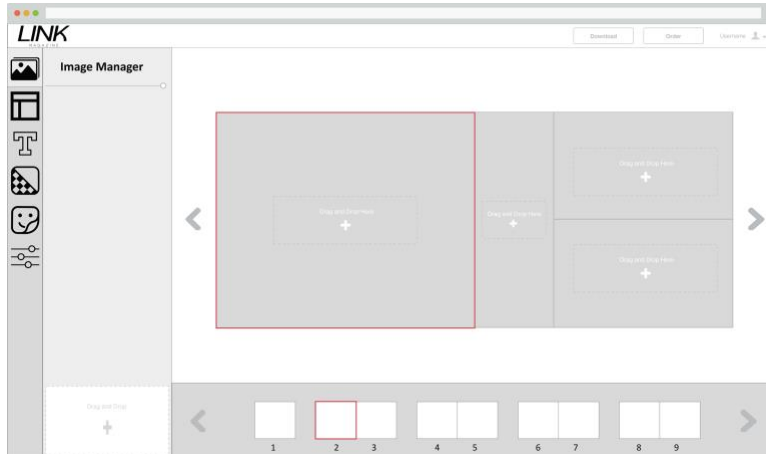 LINK
MAGAZINE
Download
Order
Username
Image Manager
Drag and Drop Here
Drag and Drop Here
Drag and Drop Here
Drag and Drop Here
Drag and Drop
1 2 3 4 5 6 7 8 9